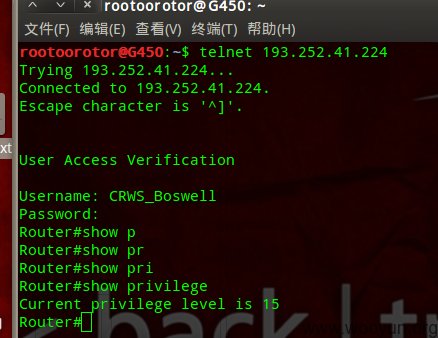 rootoorotor@G450: ~
文件(F) 编辑(E) 查看(V) 终端(T) 帮助(H)
rootoorotor@G450:~$ telnet 193.252.41.224
Trying 193.252.41.224...
Connected to 193.252.41.224.
Escape character is '^]'.
User Access Verification
Username: CRWS_Boswell
Password:
Router#show p
Router#show pr
Router#show pri
Router#show privilege
Current privilege level is 15
Router#
xt
< back | t